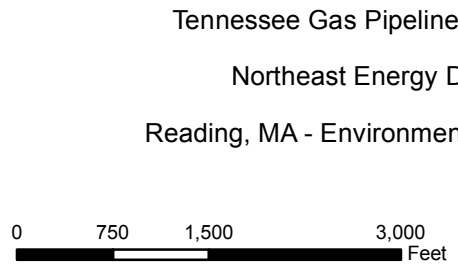 Tennessee Gas Pipeline
Northeast Energy D
Reading, MA - Environmen
0 750 1,500 3,000
Feet